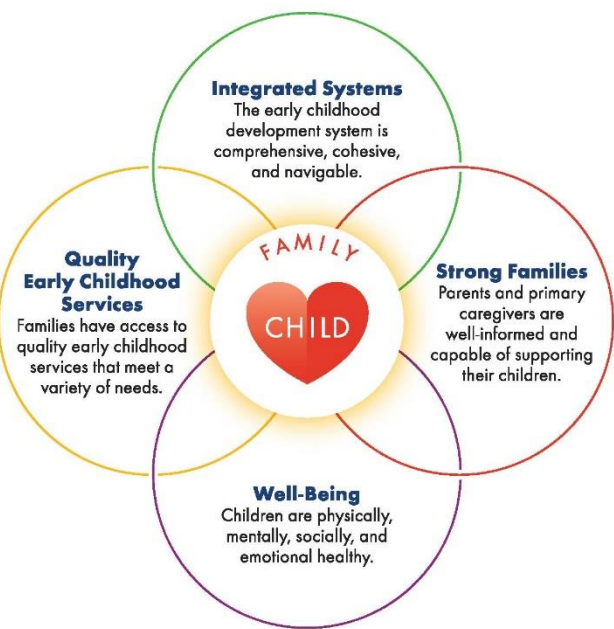 Integrated Systems
The early childhood
development system is
comprehensive, cohesive,
and navigable.
Quality
Early Childhood
Services
Families have access to
quality early childhood
services that meet a
variety of needs.
FAMILY
CHILD
Strong Families
Parents and primary
caregivers are
well-informed and
capable of supporting
their children.
Well-Being
Children are physically,
mentally, socially, and
emotional healthy.